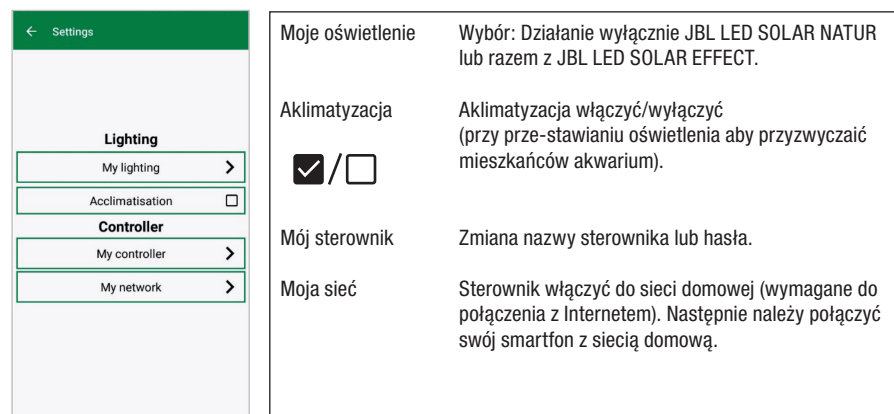 Settings
Lighting
My lighting
Acclimatisation
Controller
My controller
My network
Moje oświetlenie
Wybór: Działanie wyłącznie JBL LED SOLAR NATUR
lub razem z JBL LED SOLAR EFFECT.
Aklimatyzacja
Aklimatyzacja włączyć/wyłączyć
(przy prze-stawianiu oświetlenia aby przyzwyczaić
mieszkańców akwarium).
/
Mój sterownik
Zmiana nazwy sterownika lub hasła.
Moja sieć
Sterownik włączyć do sieci domowej (wymagane do
połączenia z Internetem). Następnie należy połączyć
swój smartfon z siecią domową.